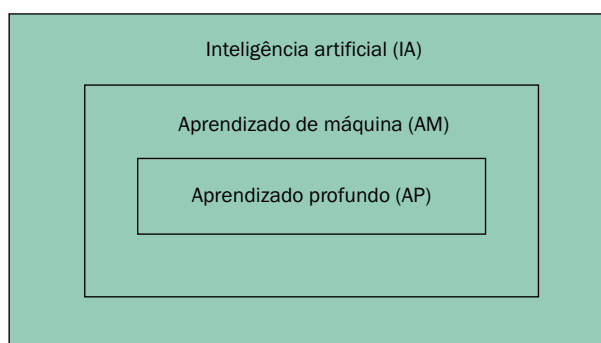 Inteligência artificial (IA)
Aprendizado de máquina (AM)
Aprendizado profundo (AP)